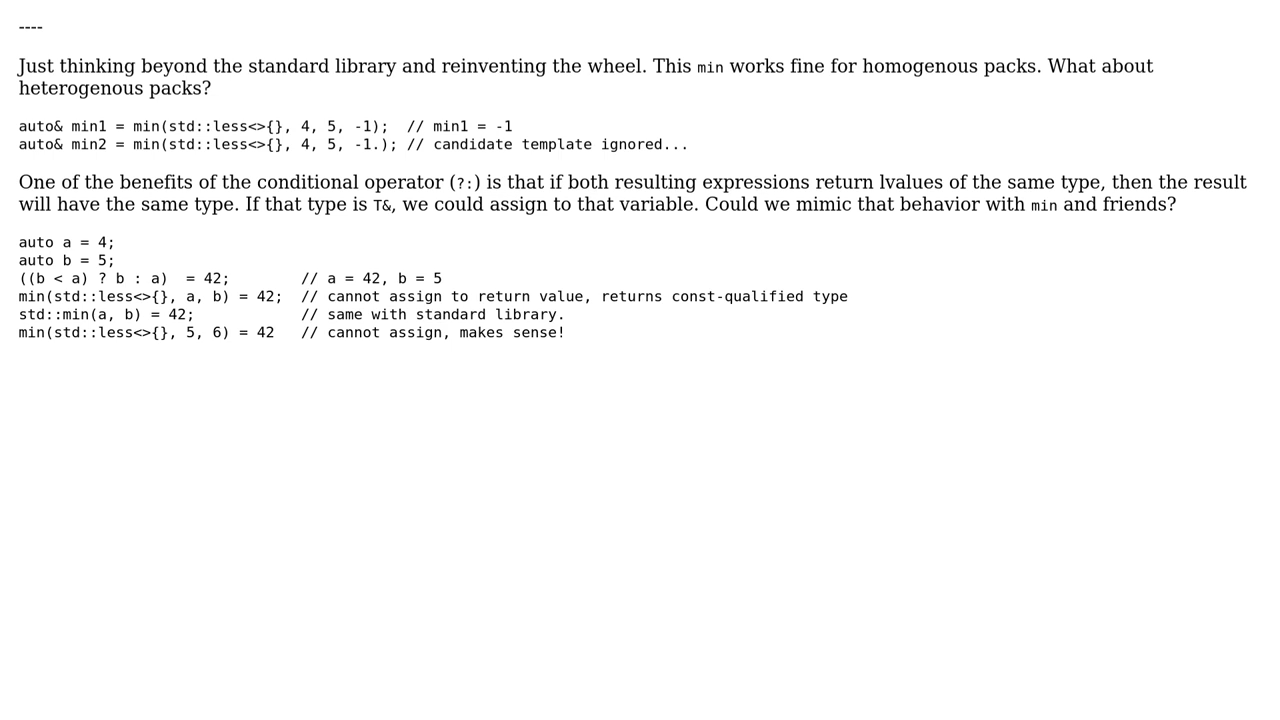 ----
Just thinking beyond the standard library and reinventing the wheel. This min works fine for homogenous packs. What about
heterogenous packs?
auto& min1 = min(std::less<>{}, 4, 5, -1);  // min1 = -1
auto& min2 = min(std::less<>{}, 4, 5, -1.); // candidate template ignored...
One of the benefits of the conditional operator (?:) is that if both resulting expressions return lvalues of the same type, then the result
will have the same type. If that type is T&, we could assign to that variable. Could we mimic that behavior with min and friends?
auto a = 4;
auto b = 5;
((b < a) ? b : a)  = 42;        // a = 42, b = 5
min(std::less<>{}, a, b) = 42;  // cannot assign to return value, returns const-qualified type
std::min(a, b) = 42;            // same with standard library.
min(std::less<>{}, 5, 6) = 42   // cannot assign, makes sense!